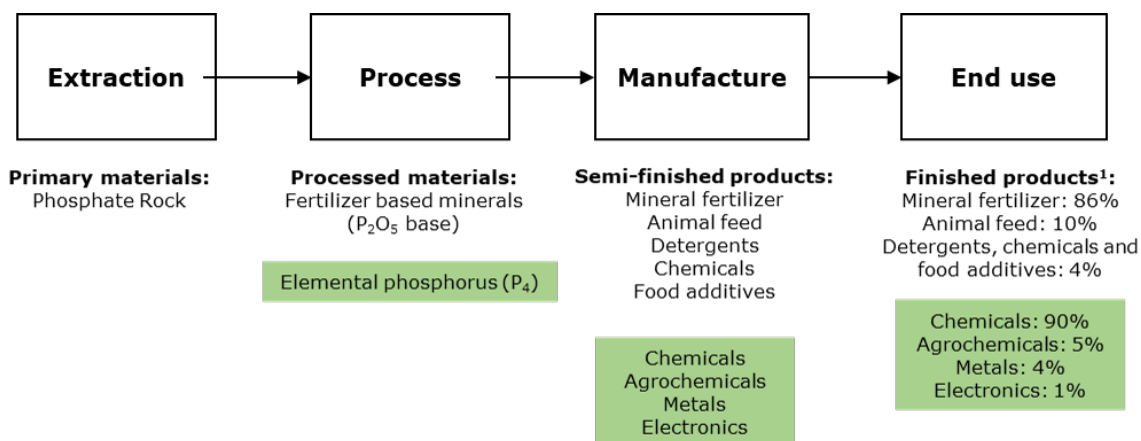 Extraction
Process
Manufacture
End use
Primary materials:
Phosphate Rock
Processed materials:
Fertilizer based minerals
(P₂O₅ base)
Elemental phosphorus (P₄)
Semi-finished products:
Mineral fertilizer
Animal feed
Detergents
Chemicals
Food additives
Chemicals
Agrochemicals
Metals
Electronics
Finished products¹:
Mineral fertilizer: 86%
Animal feed: 10%
Detergents, chemicals and
food additives: 4%
Chemicals: 90%
Agrochemicals: 5%
Metals: 4%
Electronics: 1%